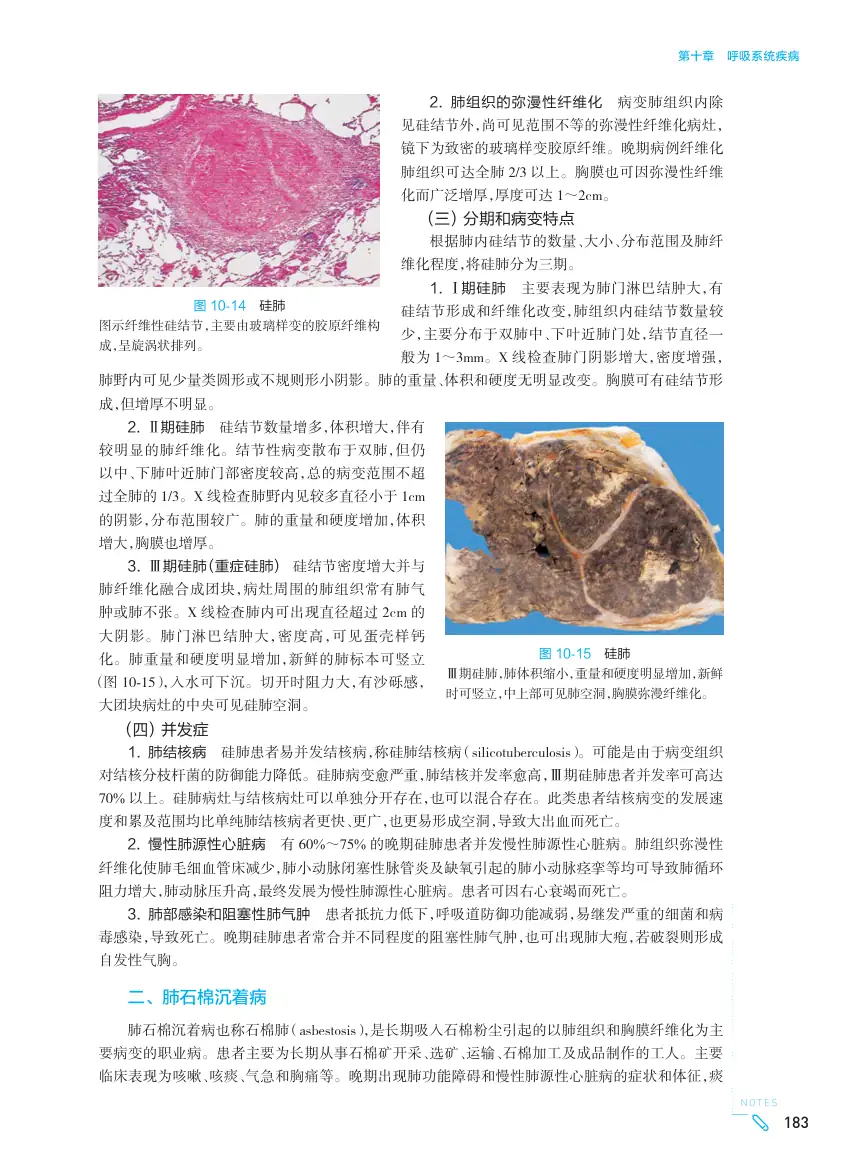 第十章 呼吸系统疾病
图 10-14 硅肺
图示纤维性硅结节，主要由玻璃样变的胶原纤维构
成，呈旋涡状排列。
2. 肺组织的弥漫性纤维化 病变肺组织内除
见硅结节外，尚可见范围不等的弥漫性纤维化病灶，
镜下为致密的玻璃样变胶原纤维。晚期病例纤维化
肺组织可达全肺 2/3 以上。胸膜也可因弥漫性纤维
化而广泛增厚，厚度可达 1～2cm。
（三）分期和病变特点
根据肺内硅结节的数量、大小、分布范围及肺纤
维化程度，将硅肺分为三期。
1. Ⅰ期硅肺 主要表现为肺门淋巴结肿大，有
硅结节形成和纤维化改变，肺组织内硅结节数量较
少，主要分布于双肺中、下叶近肺门处，结节直径一
般为 1～3mm。X 线检查肺门阴影增大，密度增强，
肺野内可见少量类圆形或不规则形小阴影。肺的重量、体积和硬度无明显改变。胸膜可有硅结节形
成，但增厚不明显。
2. Ⅱ期硅肺 硅结节数量增多，体积增大，伴有
较明显的肺纤维化。结节性病变散布于双肺，但仍
以中、下肺叶近肺门部密度较高，总的病变范围不超
过全肺的 1/3。X 线检查肺野内见较多直径小于 1cm
的阴影，分布范围较广。肺的重量和硬度增加，体积
增大，胸膜也增厚。
3. Ⅲ期硅肺（重症硅肺） 硅结节密度增大并与
肺纤维化融合成团块，病灶周围的肺组织常有肺气
肿或肺不张。X 线检查肺内可出现直径超过 2cm 的
大阴影。肺门淋巴结肿大，密度高，可见蛋壳样钙
化。肺重量和硬度明显增加，新鲜的肺标本可竖立
（图 10-15），入水可下沉。切开时阻力大，有沙砾感，
大团块病灶的中央可见硅肺空洞。
图 10-15 硅肺
Ⅲ期硅肺，肺体积缩小，重量和硬度明显增加，新鲜
时可竖立，中上部可见肺空洞，胸膜弥漫纤维化。
（四）并发症
1. 肺结核病 硅肺患者易并发结核病，称硅肺结核病（silicotuberculosis）。可能是由于病变组织
对结核分枝杆菌的防御能力降低。硅肺病变愈严重，肺结核并发率愈高，Ⅲ期硅肺患者并发率可高达
70% 以上。硅肺病灶与结核病灶可以单独分开存在，也可以混合存在。此类患者结核病变的发展速
度和累及范围均比单纯肺结核病者更快、更广，也更易形成空洞，导致大出血而死亡。
2. 慢性肺源性心脏病 有 60%～75% 的晚期硅肺患者并发慢性肺源性心脏病。肺组织弥漫性
纤维化使肺毛细血管床减少，肺小动脉闭塞性脉管炎及缺氧引起的肺小动脉痉挛等均可导致肺循环
阻力增大，肺动脉压升高，最终发展为慢性肺源性心脏病。患者可因右心衰竭而死亡。
3. 肺部感染和阻塞性肺气肿 患者抵抗力低下，呼吸道防御功能减弱，易继发严重的细菌和病
毒感染，导致死亡。晚期硅肺患者常合并不同程度的阻塞性肺气肿，也可出现肺大疱，若破裂则形成
自发性气胸。
二、肺石棉沉着病
肺石棉沉着病也称石棉肺（asbestosis），是长期吸入石棉粉尘引起的以肺组织和胸膜纤维化为主
要病变的职业病。患者主要为长期从事石棉矿开采、选矿、运输、石棉加工及成品制作的工人。主要
临床表现为咳嗽、咳痰、气急和胸痛等。晚期出现肺功能障碍和慢性肺源性心脏病的症状和体征，痰
NOTES
183